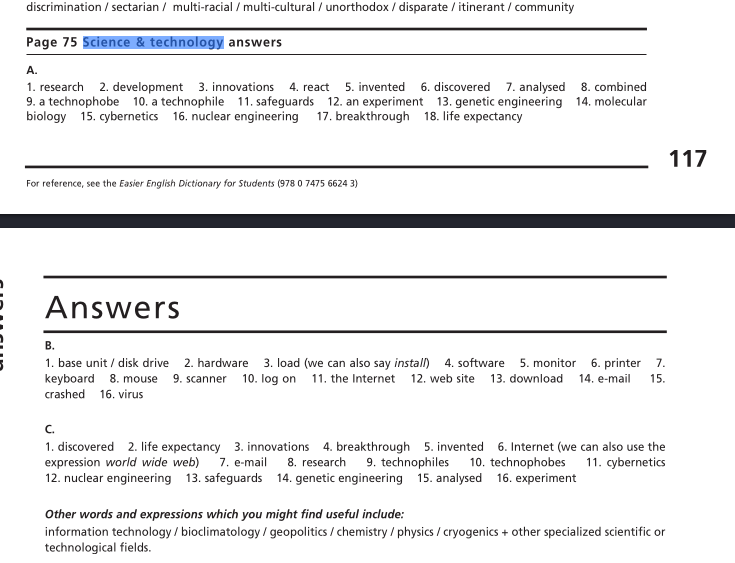 discrimination / sectarian / multi-racial / multi-cultural / unorthodox / disparate / itinerant / community
Page 75 Science & technology answers
A.
1. research 2. development 3. innovations 4. react 5. invented 6. discovered 7. analysed 8. combined
9. a technophobe 10. a technophile 11. safeguards 12. an experiment 13. genetic engineering 14. molecular
biology 15. cybernetics 16. nuclear engineering 17. breakthrough 18. life expectancy
117
For reference, see the Easier English Dictionary for Students (978 0 7475 6624 3)
answers
Answers
B.
1. base unit / disk drive 2. hardware 3. load (we can also say install) 4. software 5. monitor 6. printer 7.
keyboard 8. mouse 9. scanner 10. log on 11. the Internet 12. web site 13. download 14. e-mail 15.
crashed 16. virus
C.
1. discovered 2. life expectancy 3. innovations 4. breakthrough 5. invented 6. Internet (we can also use the
expression world wide web) 7. e-mail 8. research 9. technophiles 10. technophobes 11. cybernetics
12. nuclear engineering 13. safeguards 14. genetic engineering 15. analysed 16. experiment
Other words and expressions which you might find useful include:
information technology / bioclimatology / geopolitics / chemistry / physics / cryogenics + other specialized scientific or
technological fields.